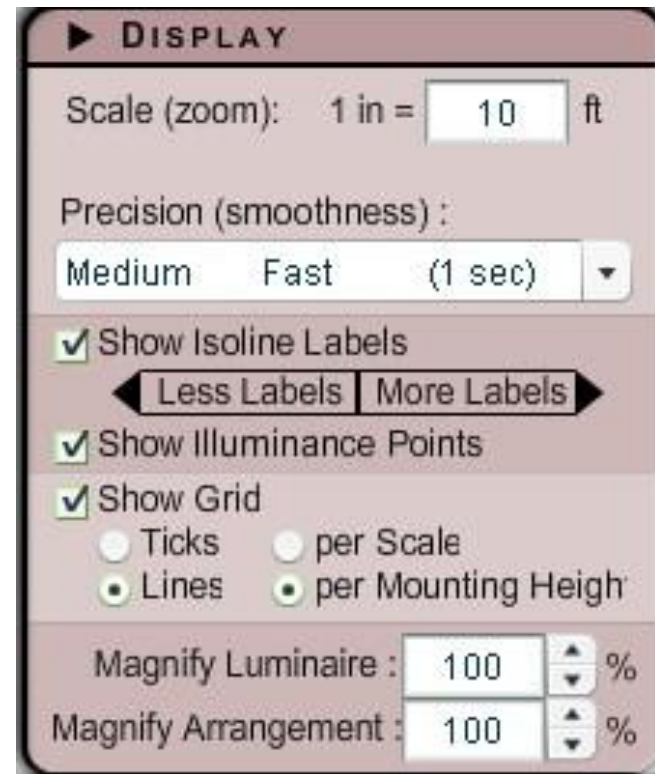 DISPLAY
Scale (zoom): 1 in = 10 ft
Precision (smoothness) :
Medium Fast (1 sec)
Show Isoline Labels
Less Labels More Labels
Show Illuminance Points
Show Grid
Ticks per Scale
Lines per Mounting Heigh
Magnify Luminaire : 100 %
Magnify Arrangement : 100 %